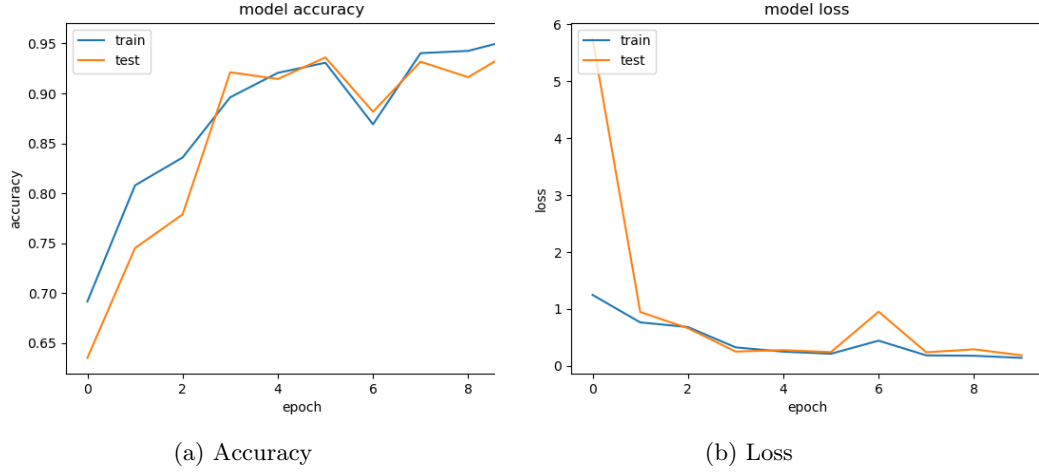 model accuracy
train
test
0.95
0.90
0.85
0.80
0.75
0.70
0.65
accuracy
0 2 4 6 8
epoch
(a) Accuracy
model loss
train
test
6
5
4
3
2
1
0
loss
0 2 4 6 8
epoch
(b) Loss